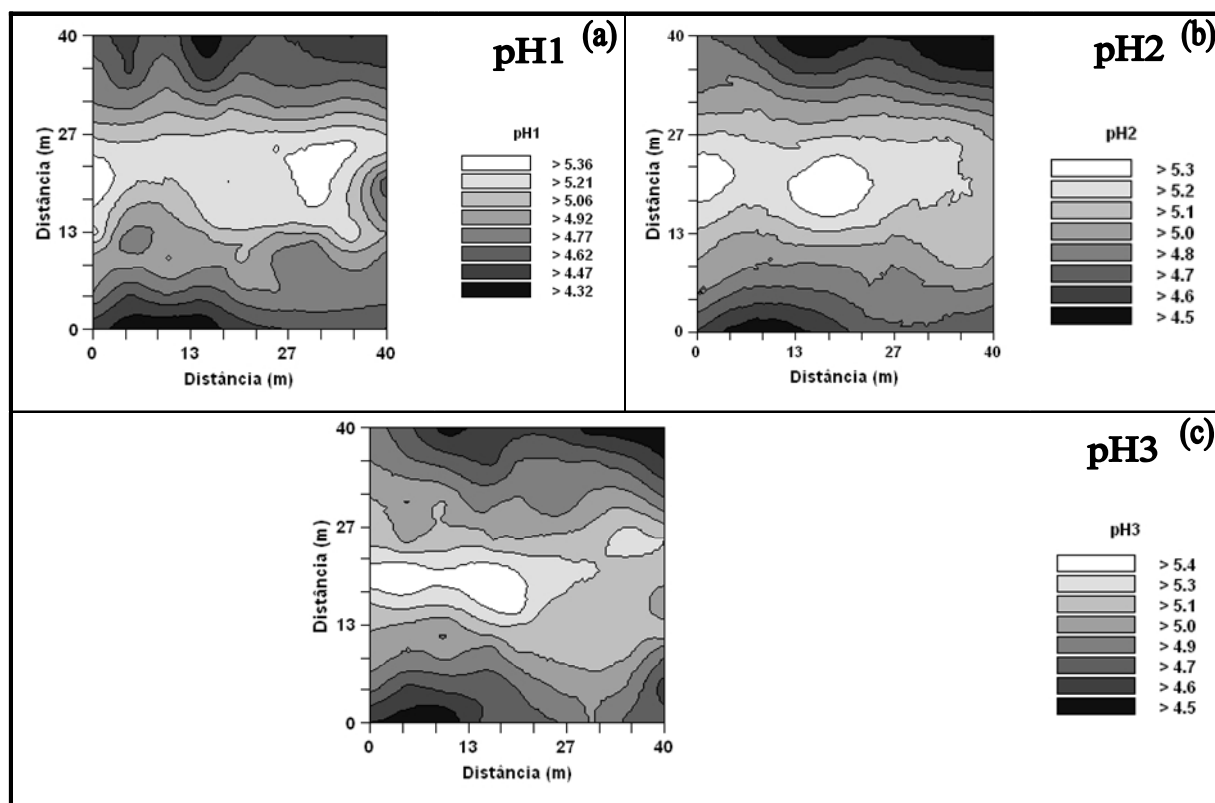 pH1 (a)
40
27
13
0
Distância (m)
0 13 27 40
Distância (m)
pH1
> 5.36
> 5.21
> 5.06
> 4.92
> 4.77
> 4.62
> 4.47
> 4.32
pH2 (b)
40
27
13
0
Distância (m)
0 13 27 40
Distância (m)
pH2
> 5.3
> 5.2
> 5.1
> 5.0
> 4.8
> 4.7
> 4.6
> 4.5
pH3 (c)
40
27
13
0
Distância (m)
0 13 27 40
Distância (m)
pH3
> 5.4
> 5.3
> 5.1
> 5.0
> 4.9
> 4.7
> 4.6
> 4.5